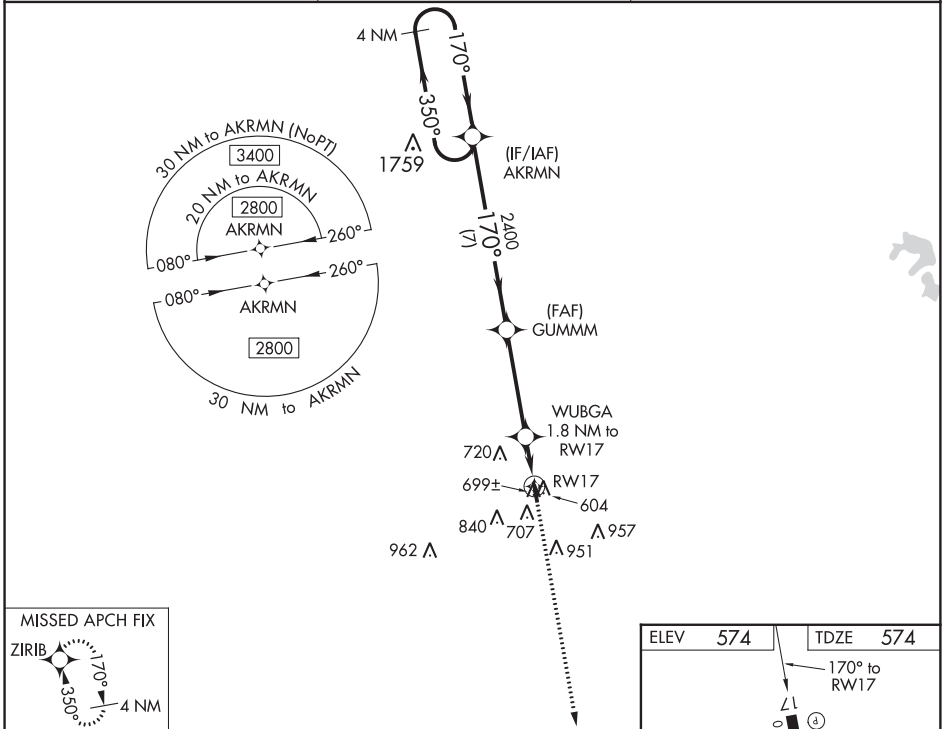 4 NM
170°
350°
1759
(IF/IAF)
AKRMN
30 NM to AKRMN (NoPT)
3400
20 NM to AKRMN
2800
AKRMN
080°
260°
080°
260°
AKRMN
2800
30 NM to AKRMN
2400
170°
(7)
(FAF)
GUMMM
WUBGA
1.8 NM to
RW17
720
699±
RW17
604
840
707
957
962
951
MISSED APCH FIX
ZIRIB
170°
350°
4 NM
ELEV 574
TDZE 574
170° to
RW17
17
P